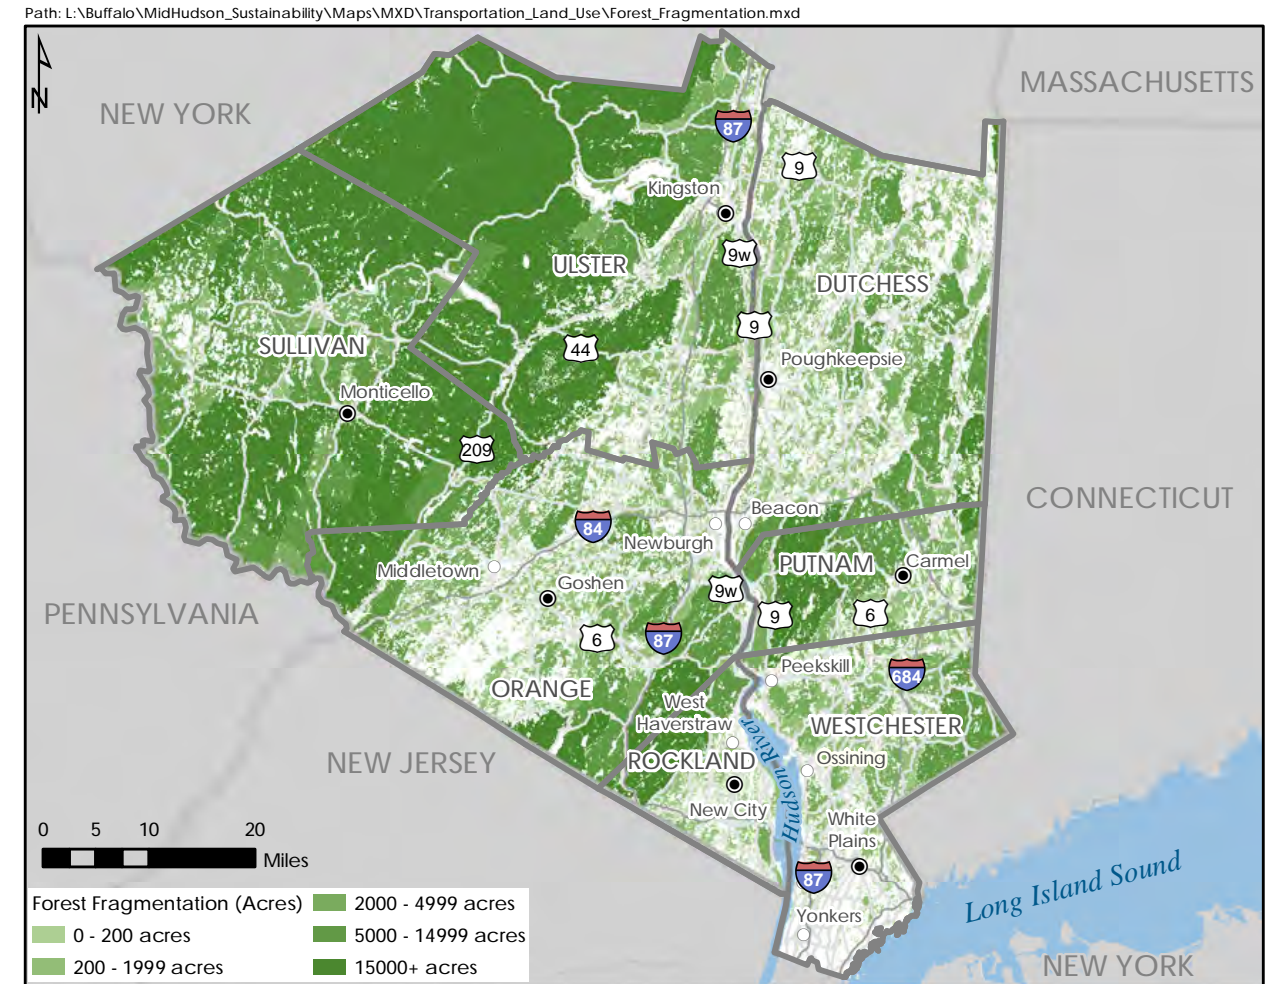 Path: L:\Buffalo\MidHudson_Sustainability\Maps\MXD\Transportation_Land_Use\Forest_Fragmentation.mxd
N
NEW YORK
MASSACHUSETTS
87
9
Kingston
9w
ULSTER
DUTCHESS
9
SULLIVAN
44
Poughkeepsie
Monticello
209
CONNECTICUT
Beacon
84
Newburgh
PUTNAM
Carmel
Middletown
Goshen
9w
PENNSYLVANIA
9
6
6
87
Peekskill
684
ORANGE
West
Haverstraw
WESTCHESTER
Hudson River
NEW JERSEY
ROCKLAND
Ossining
New City
White
Plains
0 5 10 20
Miles
87
Long Island Sound
Yonkers
NEW YORK
Forest Fragmentation (Acres)
0 - 200 acres
200 - 1999 acres
2000 - 4999 acres
5000 - 14999 acres
15000+ acres